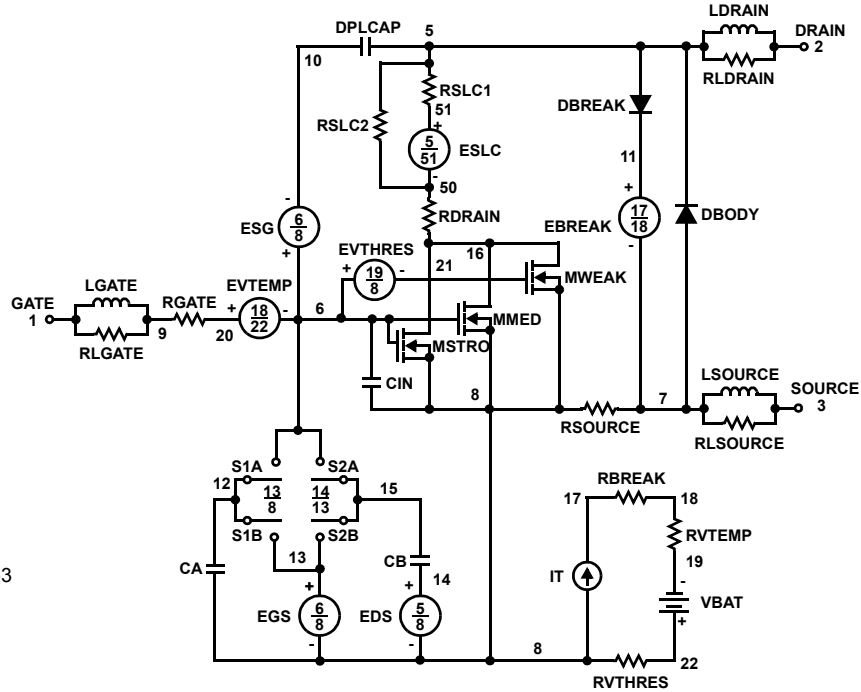 LDRAIN
DPLCAP 5 DRAIN
10 2
RLDRAIN
RSLC1
51 DBREAK
RSLC2
+
5
51
ESLC
-
11
50
-
+
RDRAIN
17
18
DBODY
ESG 6
8
EBREAK
+
EVTHRES
16
-
+ 19
8
- 21
MWEAK
LGATE EVTEMP
GATE RGATE + 18
22
- 6
MMED
1
9 20
MSTRO
RLGATE
LSOURCE
CIN 8 7 SOURCE
3
RSOURCE
RLSOURCE
S1A S2A
12 13
8
14
13
15
RBREAK
17 18
S1B S2B
RVTEMP
13
CB 19
CA
IT
14
-
+ +
VBAT
EGS 6
8
EDS 5
8
+
- -
8
22
RVTHRES
3